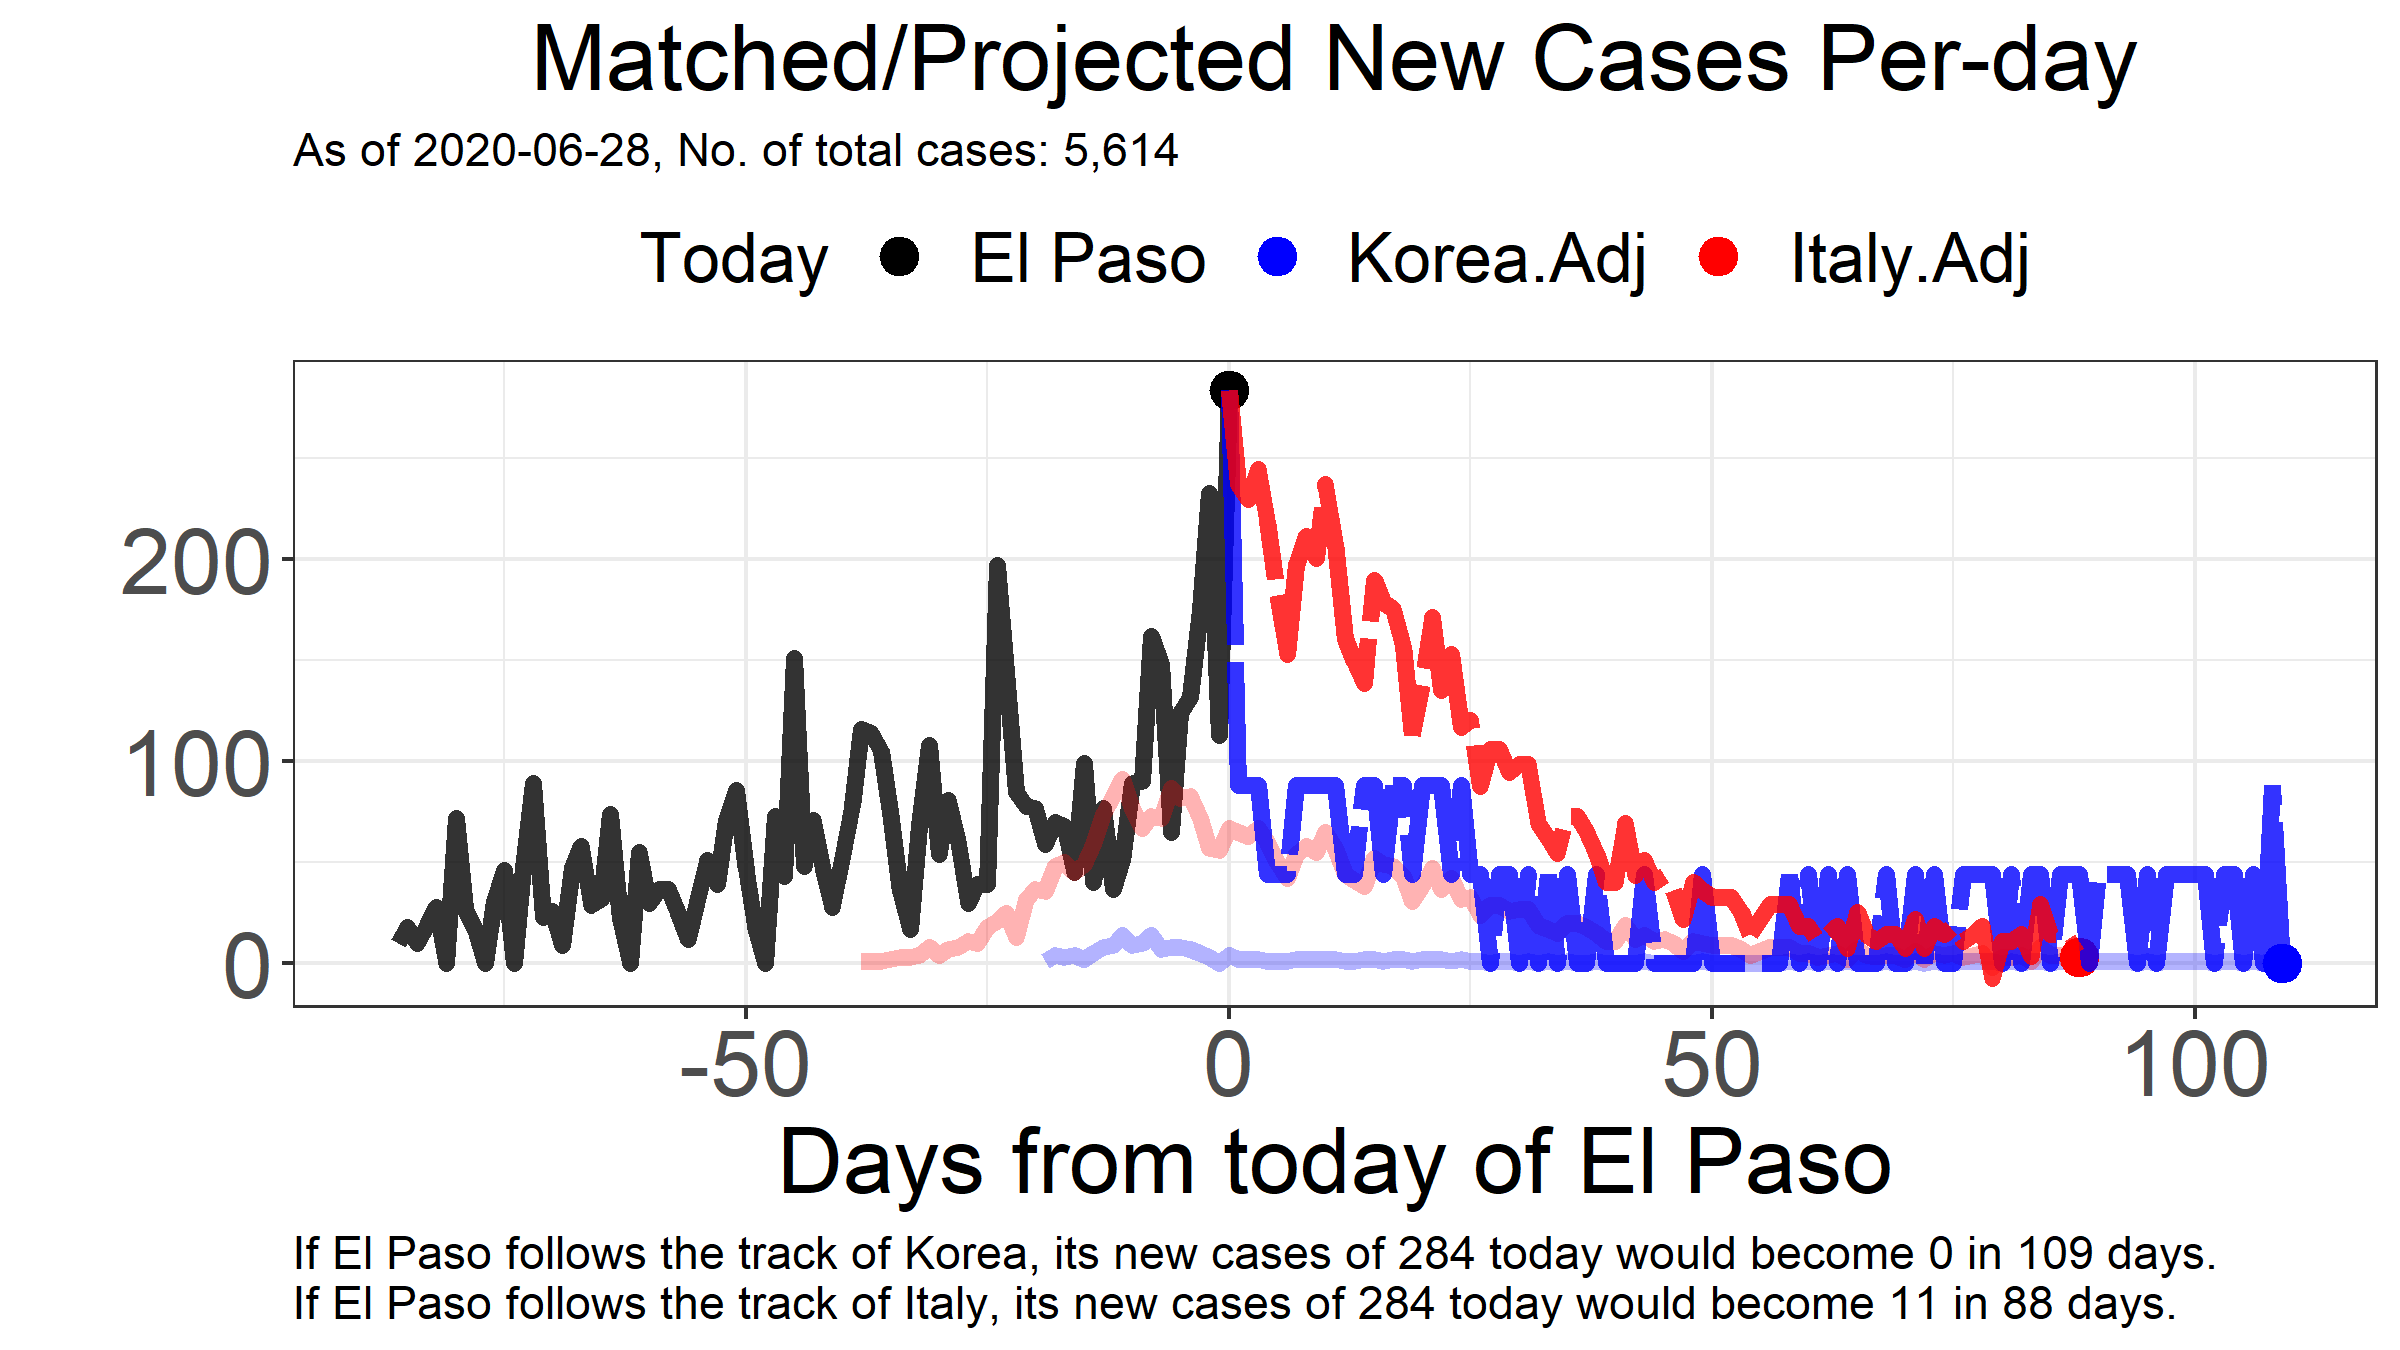 Matched/Projected New Cases Per-day
As of 2020-06-28, No. of total cases: 5,614
Today El Paso Korea.Adj Italy.Adj
200
100
0
-50 0 50 100
Days from today of El Paso
If El Paso follows the track of Korea, its new cases of 284 today would become 0 in 109 days.
If El Paso follows the track of Italy, its new cases of 284 today would become 11 in 88 days.